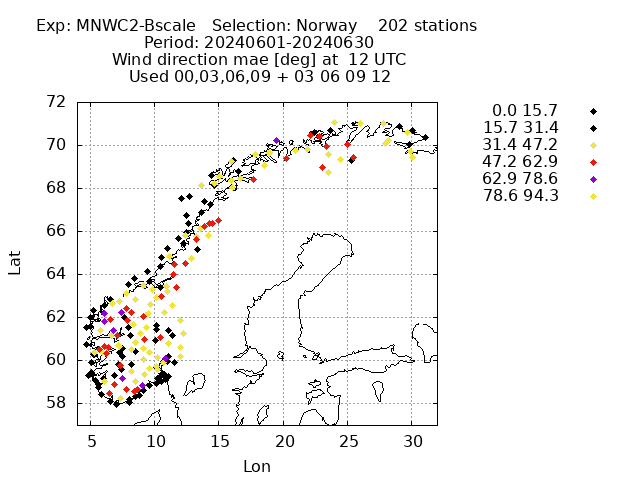 Exp: MNWC2-Bscale   Selection: Norway    202 stations
Period: 20240601-20240630
Wind direction mae [deg] at  12 UTC
Used 00,03,06,09 + 03 06 09 12
0.0 15.7
15.7 31.4
31.4 47.2
47.2 62.9
62.9 78.6
78.6 94.3
72
70
68
66
64
62
60
58
Lat
5 10 15 20 25 30
Lon